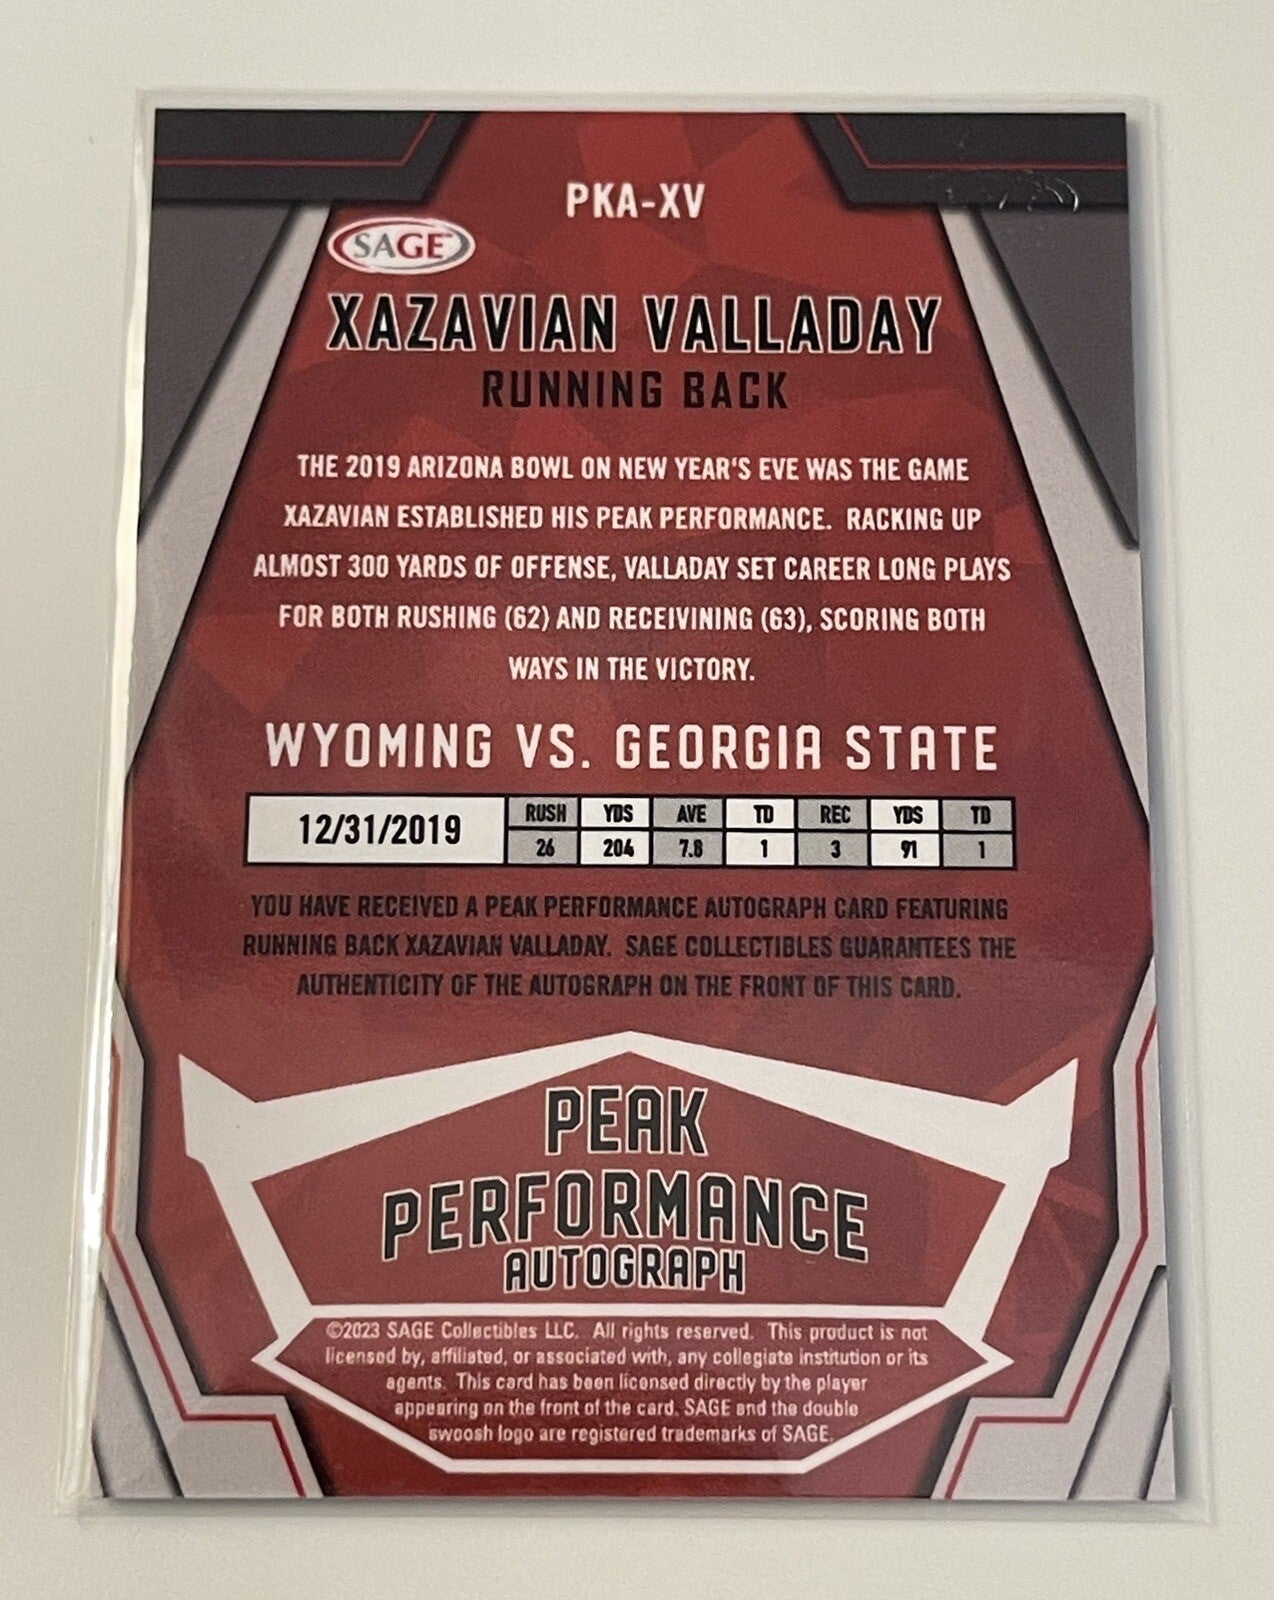 PKA-XV
SAGE
XAZAVIAN VALLADAY
RUNNING BACK
THE 2019 ARIZONA BOWL ON NEW YEAR'S EVE WAS THE GAME
XAZAVIAN ESTABLISHED HIS PEAK PERFORMANCE. RACKING UP
ALMOST 300 YARDS OF OFFENSE, VALLADAY SET CAREER LONG PLAYS
FOR BOTH RUSHING (62) AND RECEIVINING (63), SCORING BOTH
WAYS IN THE VICTORY.
WYOMING VS. GEORGIA STATE
RUSH YDS AVE TD REC YDS TD
12/31/2019 26 204 7.8 1 3 91 1
YOU HAVE RECEIVED A PEAK PERFORMANCE AUTOGRAPH CARD FEATURING
RUNNING BACK XAZAVIAN VALLADAY. SAGE COLLECTIBLES GUARANTEES THE
AUTHENTICITY OF THE AUTOGRAPH ON THE FRONT OF THIS CARD.
PEAK
PERFORMANCE
AUTOGRAPH
©2023 SAGE Collectibles LLC. All rights reserved. This product is not
licensed by, affiliated, or associated with, any collegiate institution or its
agents. This card has been licensed directly by the player
appearing on the front of the card. SAGE and the double
swoosh logo are registered trademarks of SAGE.